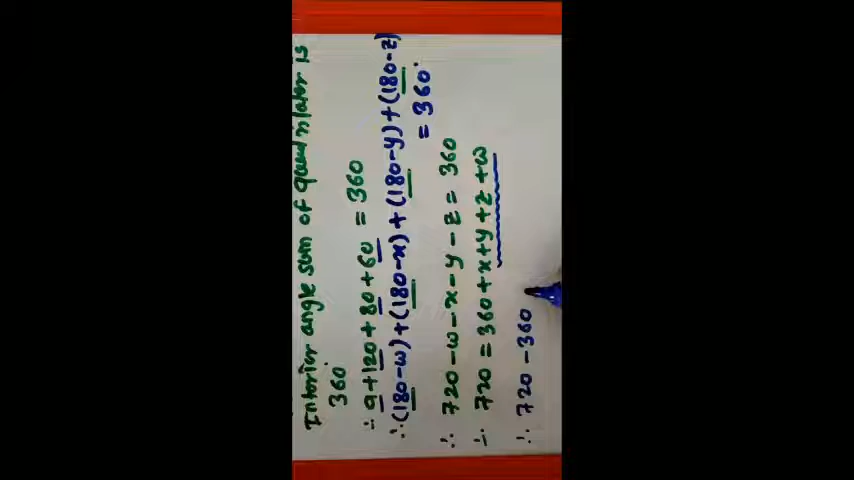 Interior angle sum of quadrilater is
360°
∴ a+120+80+60 = 360
∴ (180-w)+(180-x)+(180-y)+(180-z)
= 360°
∴ 720-w-x-y-z = 360
∴ 720 = 360+x+y+z+w
∴ 720-360